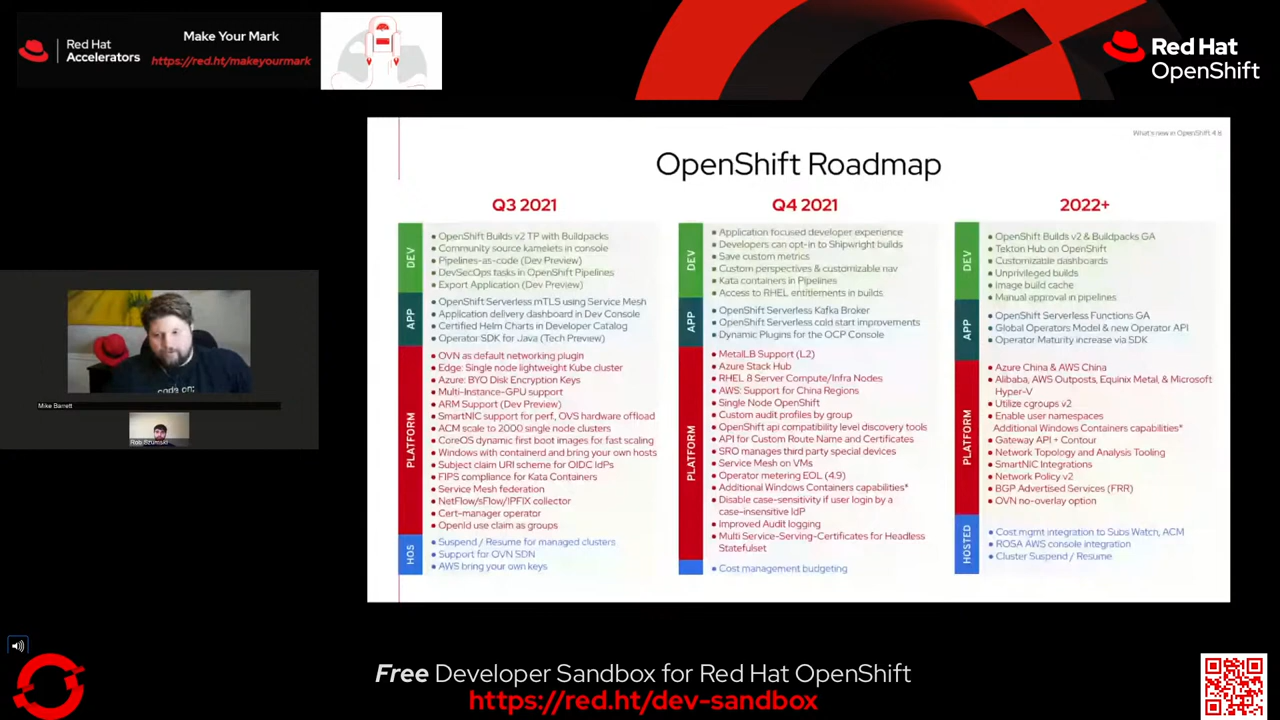 Red Hat
Accelerators
Make Your Mark
https://red.ht/makeyourmark
Red Hat
OpenShift
What's new in OpenShift 4.8
OpenShift Roadmap
Q3 2021
DEV
OpenShift Builds v2 TP with Buildpacks
Community source kamelets in console
Pipelines-as-code (Dev Preview)
DevSecOps tasks in OpenShift Pipelines
Export Application (Dev Preview)
APP
OpenShift Serverless mTLS using Service Mesh
Application delivery dashboard in Dev Console
Certified Helm Charts in Developer Catalog
Operator SDK for Java (Tech Preview)
PLATFORM
OVN as default networking plugin
Edge: Single node lightweight Kube cluster
Azure: BYO Disk Encryption Keys
Multi-Instance-GPU support
ARM Support (Dev Preview)
SmartNIC support for perf, OVS hardware offload
ACM scale to 2000 single node clusters
CoreOS dynamic first boot images for fast scaling
Windows with containerd and bring your own hosts
Subject claim URI scheme for OIDC IdPs
FIPS compliance for Kata Containers
Service Mesh federation
NetFlow/sFlow/IPFIX collector
Cert-manager operator
OpenId use claim as groups
HOS
Suspend / Resume for managed clusters
Support for OVN SDN
AWS bring your own keys
Q4 2021
DEV
Application focused developer experience
Developers can opt-in to Shipwright builds
Save custom metrics
Custom perspectives & customizable nav
Kata containers in Pipelines
Access to RHEL entitlements in builds
APP
OpenShift Serverless Kafka Broker
OpenShift Serverless cold start improvements
Dynamic Plugins for the OCP Console
PLATFORM
MetalLB Support (L2)
Azure Stack Hub
RHEL 8 Server Compute/Infra Nodes
AWS: Support for China Regions
Single Node OpenShift
Custom audit profiles by group
OpenShift api compatibility level discovery tools
API for Custom Route Name and Certificates
SRO manages third party special devices
Service Mesh on VMs
Operator metering EOL (4.9)
Additional Windows Containers capabilities*
Disable case-sensitivity if user login by a
case-insensitive IdP
Improved Audit logging
Multi Service-Serving-Certificates for Headless
Statefulset
Cost management budgeting
2022+
DEV
OpenShift Builds v2 & Buildpacks GA
Tekton Hub on OpenShift
Customizable dashboards
Unprivileged builds
Image build cache
Manual approval in pipelines
APP
OpenShift Serverless Functions GA
Global Operators Model & new Operator API
Operator Maturity increase via SDK
PLATFORM
Azure China & AWS China
Alibaba, AWS Outposts, Equinix Metal, & Microsoft
Hyper-V
Utilize cgroups v2
Enable user namespaces
Additional Windows Containers capabilities*
Gateway API + Contour
Network Topology and Analysis Tooling
SmartNIC Integrations
Network Policy v2
BGP Advertised Services (FRR)
OVN no-overlay option
HOSTED
Cost mgmt integration to Subs Watch, ACM
ROSA AWS console integration
Cluster Suspend / Resume
code on;
Mike Barrett
Rob Szumski
Free Developer Sandbox for Red Hat OpenShift
https://red.ht/dev-sandbox